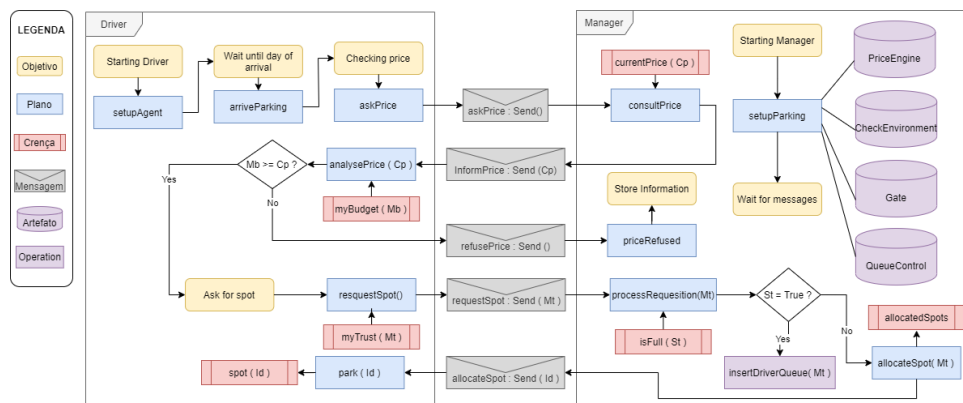 LEGENDA
Objetivo
Plano
Crença
Mensagem
Artefato
Operation
Driver
Starting Driver
Wait until day of
arrival
Checking price
setupAgent
arriveParking
askPrice
askPrice : Send()
Mb >= Cp ?
analysePrice ( Cp )
InformPrice : Send (Cp)
Yes
No
myBudget ( Mb )
refusePrice : Send ()
Ask for spot
resquestSpot()
requestSpot : Send ( Mt )
myTrust ( Mt )
spot ( Id )
park ( Id )
allocateSpot : Send ( Id )
Manager
currentPrice ( Cp )
Starting Manager
PriceEngine
consultPrice
setupParking
CheckEnvironment
Store Information
Wait for messages
Gate
priceRefused
QueueControl
processRequesition(Mt)
St = True ?
allocatedSpots
isFull ( St )
Yes
No
insertDriverQueue( Mt )
allocateSpot( Mt )